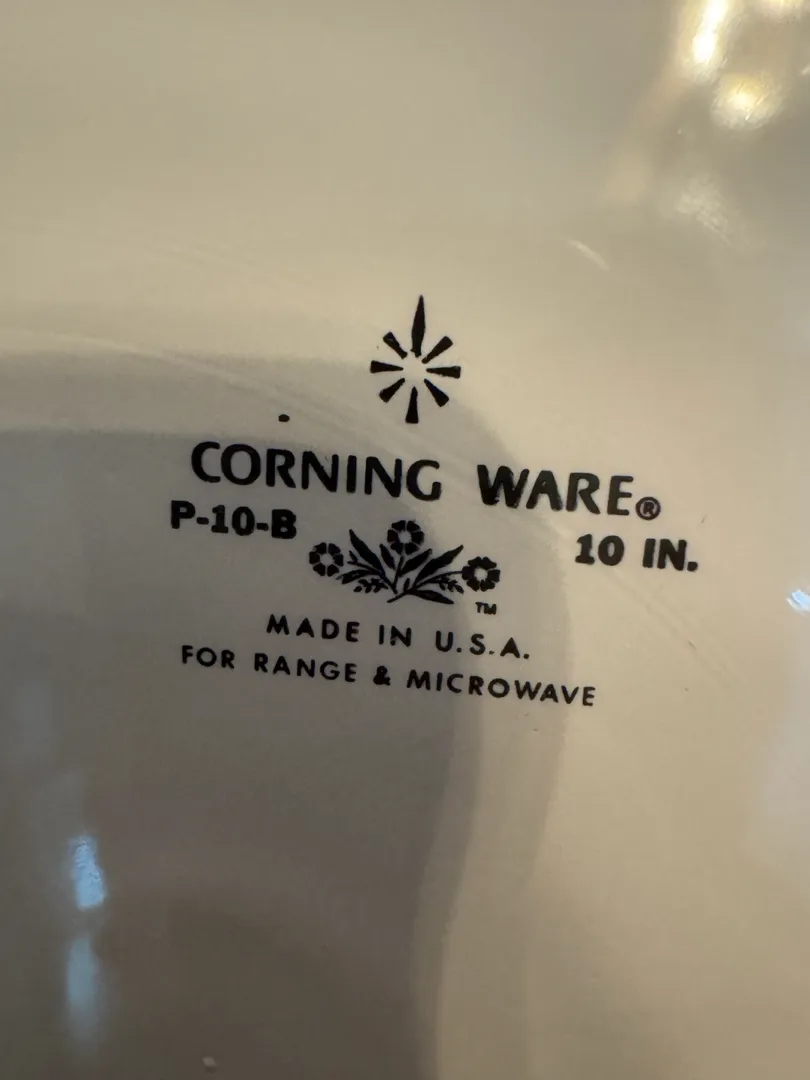 CORNING WARE®
P-10-B 10 IN.
TM
MADE IN U.S.A.
FOR RANGE & MICROWAVE